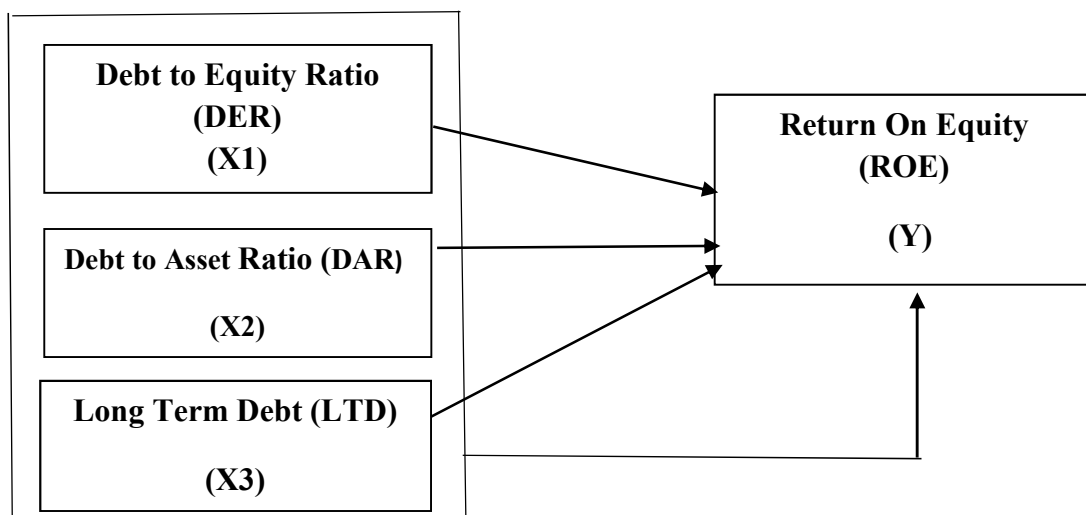 Debt to Equity Ratio
(DER)
(X1)
Debt to Asset Ratio (DAR)
(X2)
Long Term Debt (LTD)
(X3)
Return On Equity
(ROE)
(Y)